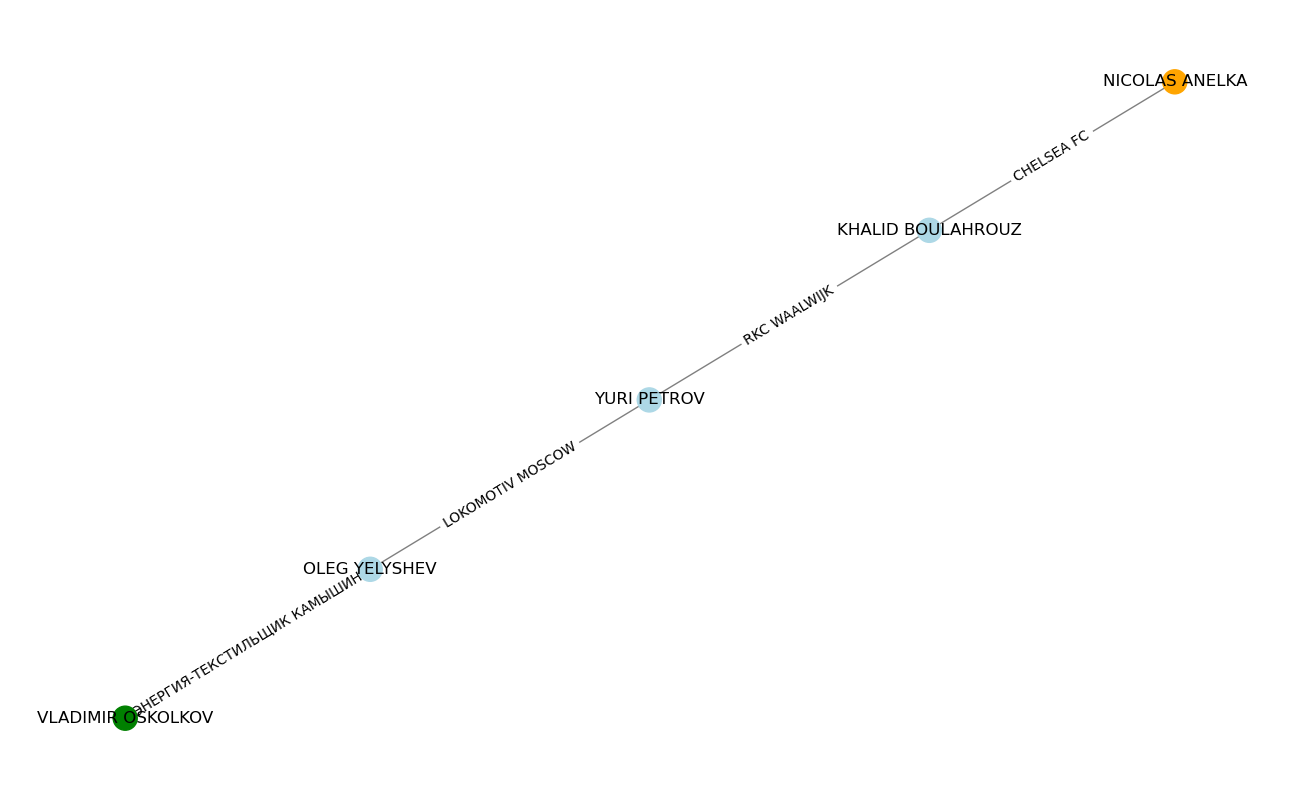 NICOLAS ANELKA
CHELSEA FC
KHALID BOULAHROUZ
RKC WAALWIJK
YURI PETROV
LOKOMOTIV MOSCOW
OLEG YELYSHEV
ЭНЕРГИЯ-ТЕКСТИЛЬЩИК КАМЫШИН
VLADIMIR OSKOLKOV